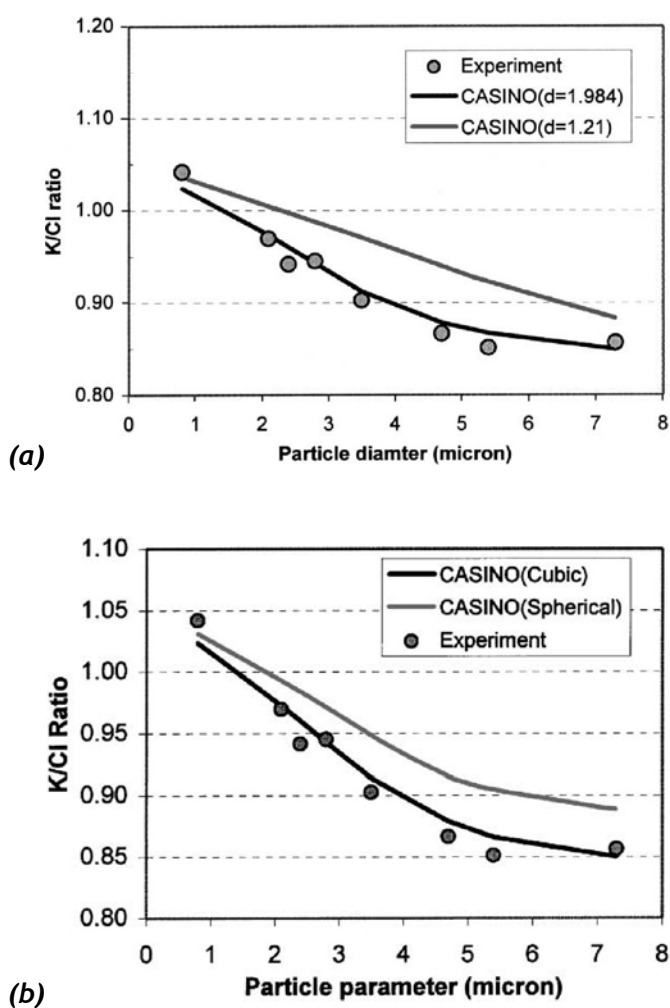 1.20
1.10
1.00
0.90
0.80
K/Cl ratio
Experiment
CASINO(d=1.984)
CASINO(d=1.21)
0 1 2 3 4 5 6 7 8
Particle diamter (micron)
(a)
1.10
1.05
1.00
0.95
0.90
0.85
0.80
K/Cl Ratio
CASINO(Cubic)
CASINO(Spherical)
Experiment
0 1 2 3 4 5 6 7 8
Particle parameter (micron)
(b)